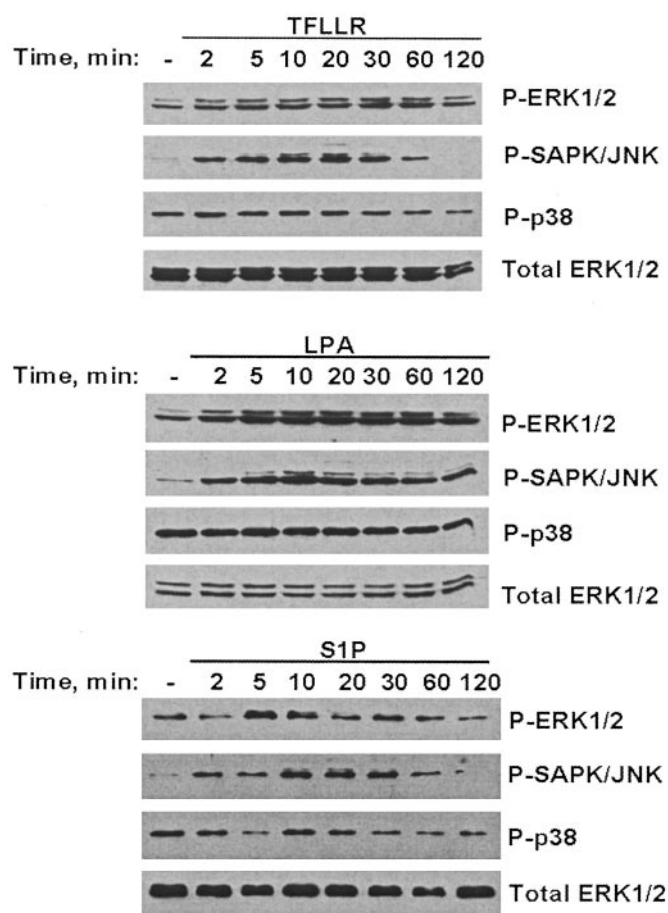 TFLLR
Time, min: - 2 5 10 20 30 60 120
P-ERK1/2
P-SAPK/JNK
P-p38
Total ERK1/2
LPA
Time, min: - 2 5 10 20 30 60 120
P-ERK1/2
P-SAPK/JNK
P-p38
Total ERK1/2
S1P
Time, min: - 2 5 10 20 30 60 120
P-ERK1/2
P-SAPK/JNK
P-p38
Total ERK1/2